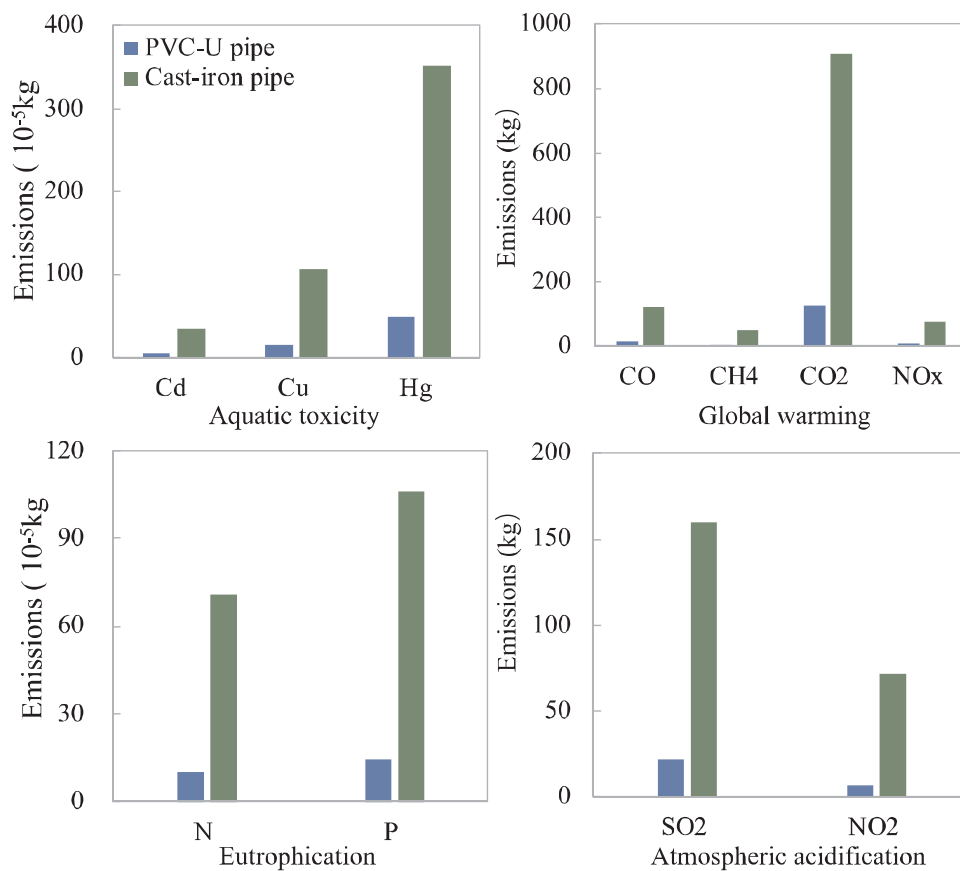 400
300
200
100
0
Emissions ( 10-5kg
PVC-U pipe
Cast-iron pipe
Cd Cu Hg
Aquatic toxicity
1000
800
600
400
200
0
Emissions (kg)
CO CH4 CO2 NOx
Global warming
120
90
60
30
0
Emissions ( 10-5kg
N P
Eutrophication
200
150
100
50
0
Emissions (kg)
SO2 NO2
Atmospheric acidification